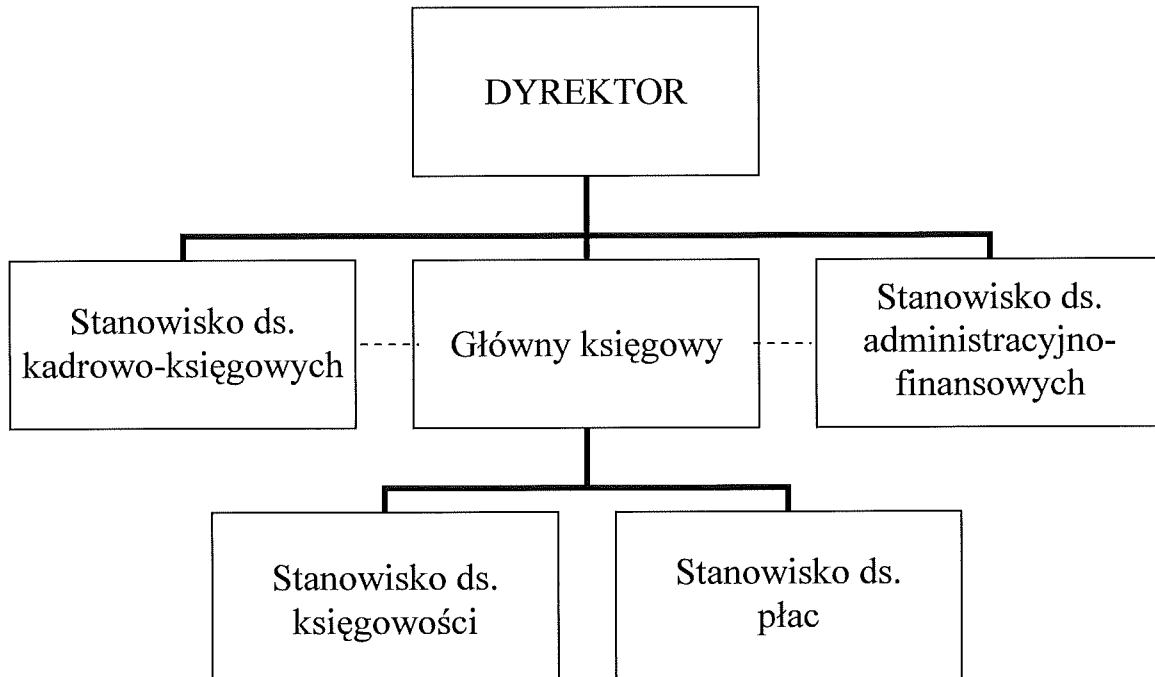 DYREKTOR
Stanowisko ds.
kadrowo-księgowych
Główny księgowy
Stanowisko ds.
administracyjno-
finansowych
Stanowisko ds.
księgowości
Stanowisko ds.
płac